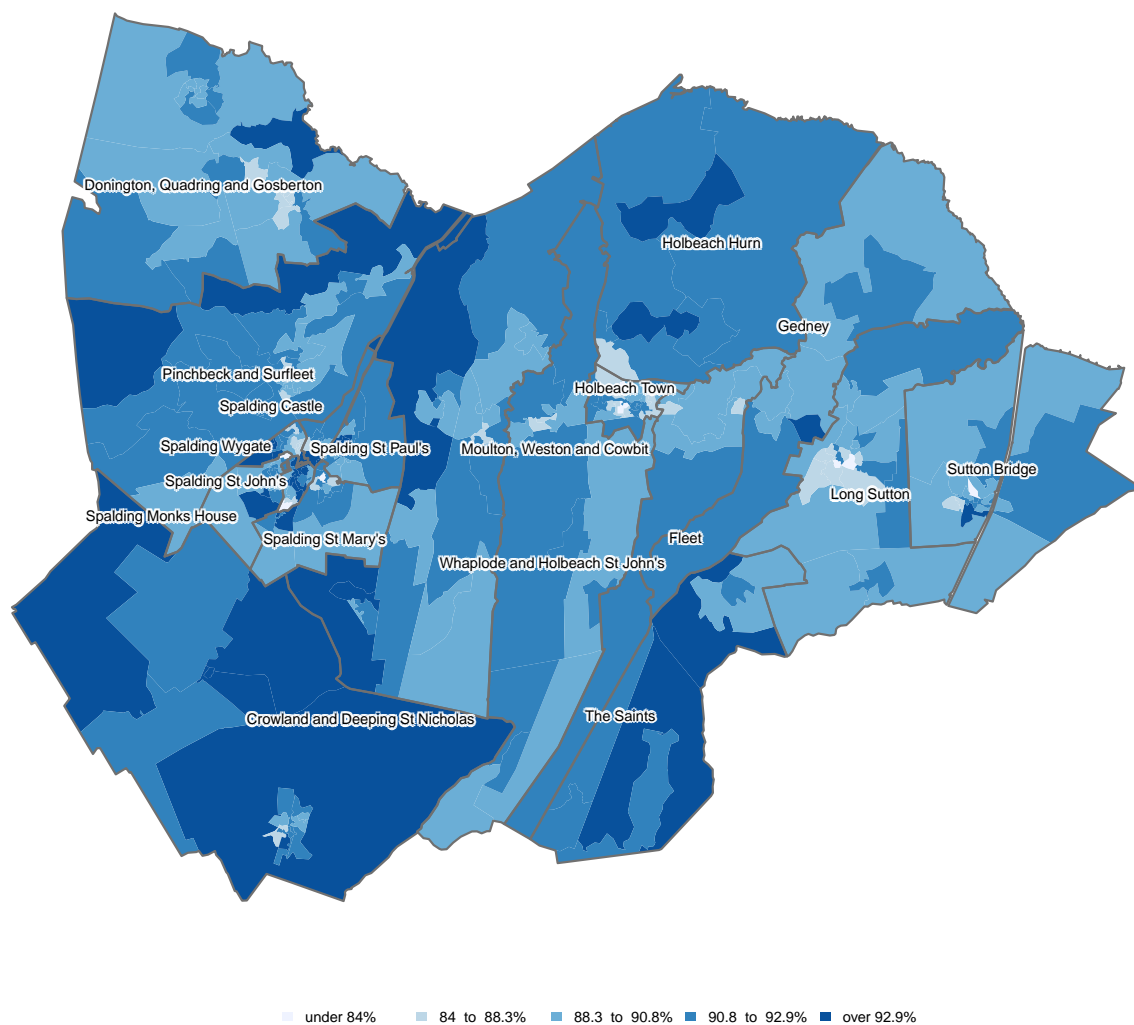 Donington, Quadring and Gosberton
Holbeach Hurn
Gedney
Pinchbeck and Surfleet
Holbeach Town
Spalding Castle
Spalding Wygate
Spalding St Paul's
Moulton, Weston and Cowbit
Sutton Bridge
Spalding St John's
Long Sutton
Spalding Monks House
Spalding St Mary's
Fleet
Whaplode and Holbeach St John's
The Saints
Crowland and Deeping St Nicholas
under 84% 84 to 88.3% 88.3 to 90.8% 90.8 to 92.9% over 92.9%